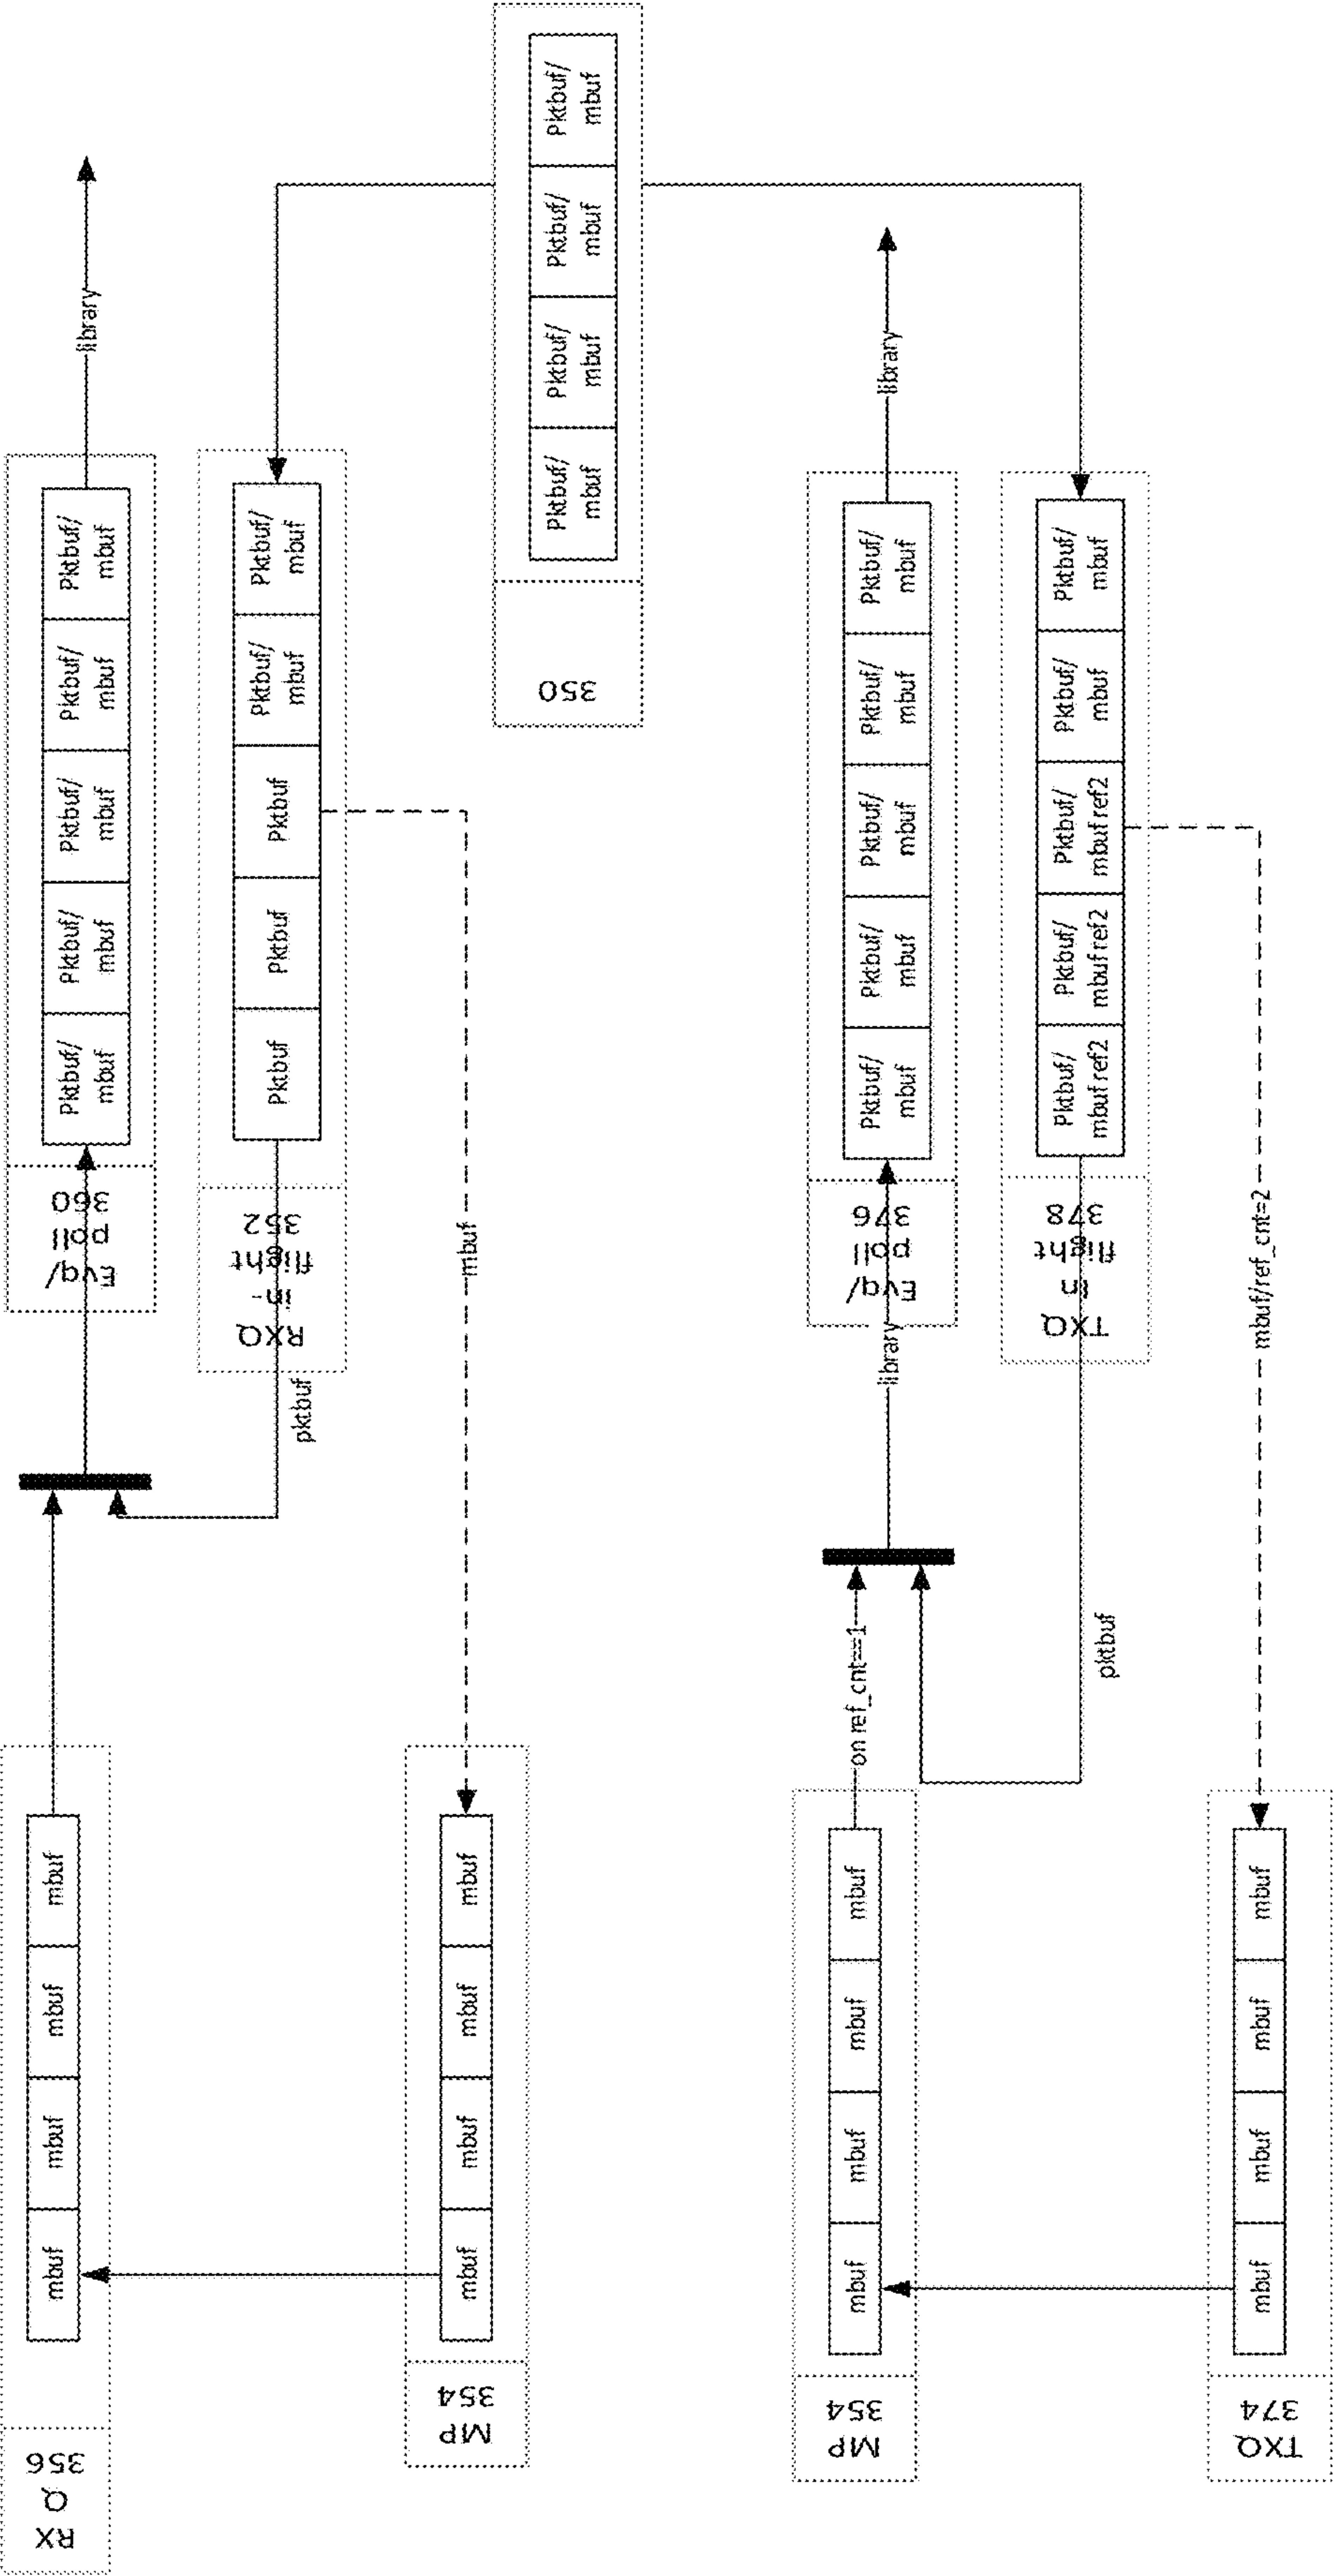 library
Pktbuf/
mbuf
Pktbuf/
mbuf
Pktbuf/
mbuf
Pktbuf/
mbuf
Pktbuf/
mbuf
Evq/
poll
360
Pktbuf/
mbuf
Pktbuf/
mbuf
Pktbuf
Pktbuf
Pktbuf
RXQ
in-
flight
352
pktbuf
mbuf
Pktbuf/
mbuf
Pktbuf/
mbuf
Pktbuf/
mbuf
Pktbuf/
mbuf
350
mbuf
mbuf
mbuf
mbuf
RX
Q
356
mbuf
mbuf
mbuf
mbuf
MP
354
library
Pktbuf/
mbuf
Pktbuf/
mbuf
Pktbuf/
mbuf
Pktbuf/
mbuf
Pktbuf/
mbuf
Evq/
poll
376
library
Pktbuf/
mbuf
Pktbuf/
mbuf
Pktbuf/
mbuf ref2
Pktbuf/
mbuf ref2
Pktbuf/
mbuf ref2
TXQ
In
flight
378
pktbuf
mbuf/ref_cnt=2
on ref_cnt==1
mbuf
mbuf
mbuf
mbuf
MP
354
mbuf
mbuf
mbuf
mbuf
TXQ
374